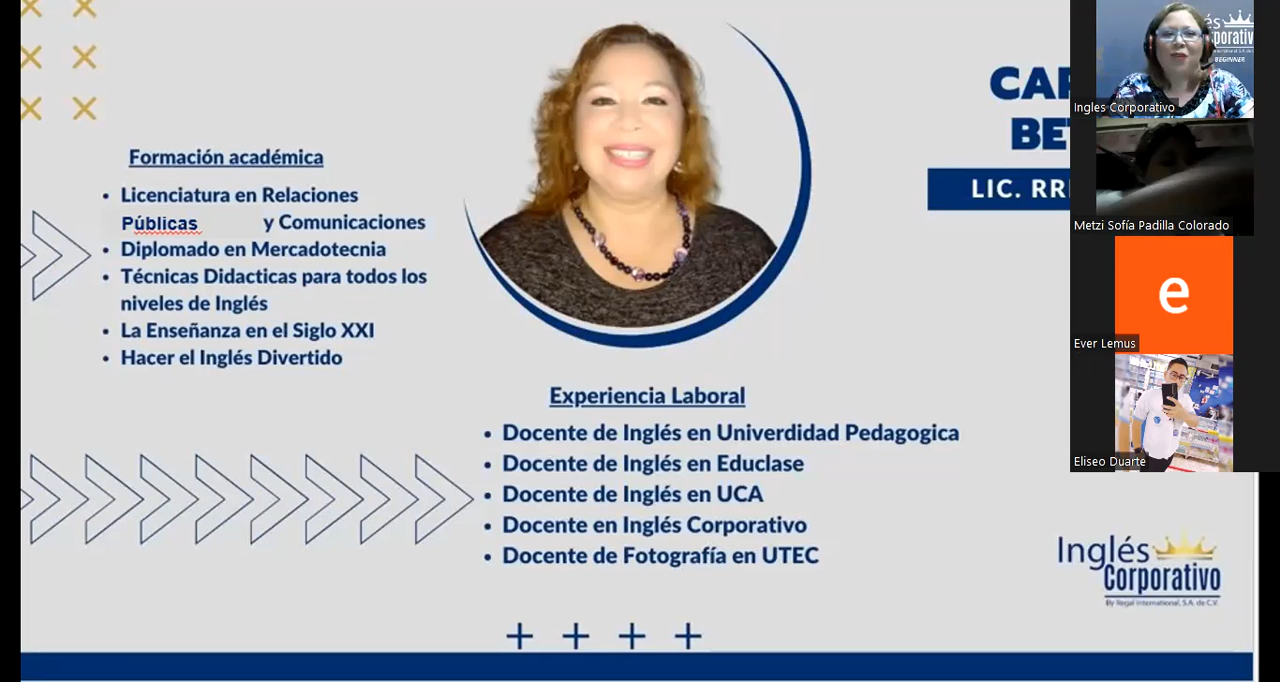 Formación académica
Licenciatura en Relaciones
Públicas y Comunicaciones
Diplomado en Mercadotecnia
Técnicas Didacticas para todos los
niveles de Inglés
La Enseñanza en el Siglo XXI
Hacer el Inglés Divertido
Experiencia Laboral
Docente de Inglés en Univerdidad Pedagogica
Docente de Inglés en Educlase
Docente de Inglés en UCA
Docente en Inglés Corporativo
Docente de Fotografía en UTEC
LIC.
Inglés
Corporativo
By Regal International, S.A. de C.V.
BEGINNER
Ingles Corporativo
Metzi Sofía Padilla Colorado
e
Ever Lemus
Eliseo Duarte